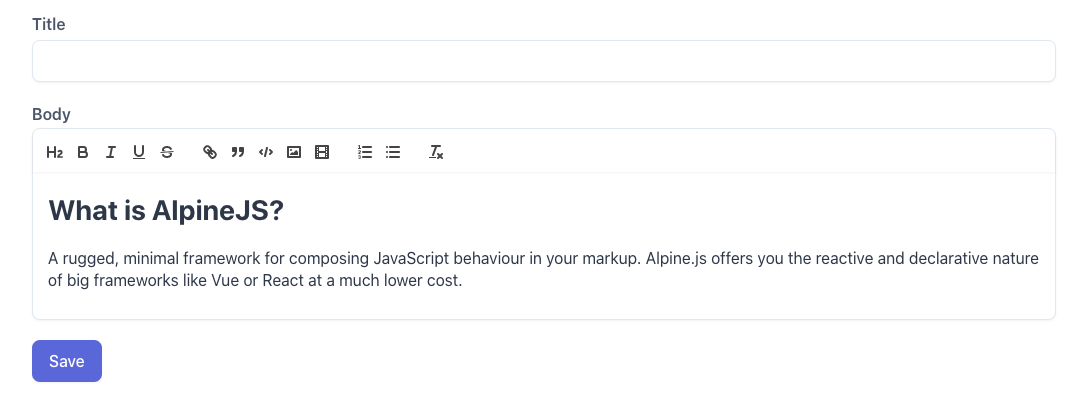 Title
Body
H2 B I U S
What is AlpineJS?
A rugged, minimal framework for composing JavaScript behaviour in your markup. Alpine.js offers you the reactive and declarative nature
of big frameworks like Vue or React at a much lower cost.
Save